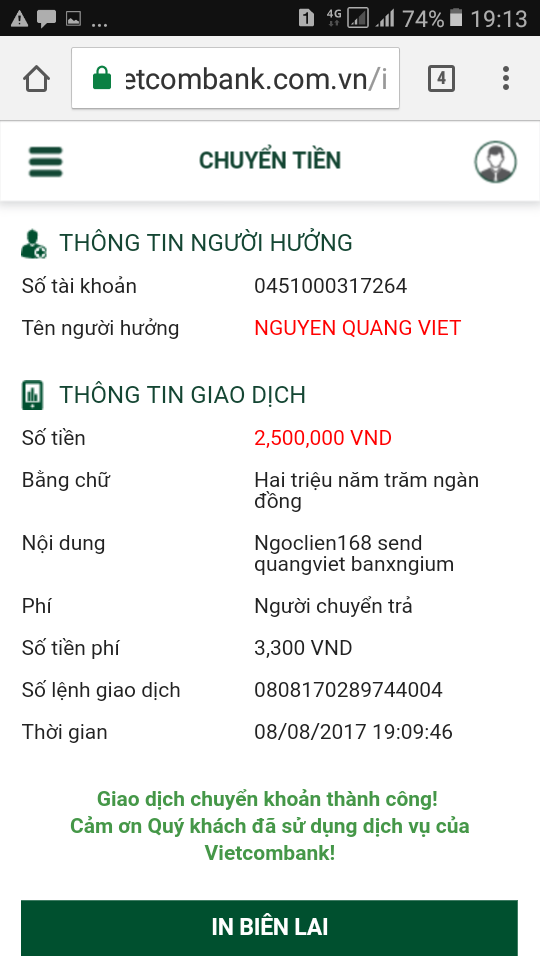 ... 1 4G 74% 19:13
etcombank.com.vn/i 4
CHUYỂN TIỀN
THÔNG TIN NGƯỜI HƯỞNG
Số tài khoản 0451000317264
Tên người hưởng NGUYEN QUANG VIET
THÔNG TIN GIAO DỊCH
Số tiền 2,500,000 VND
Bằng chữ Hai triệu năm trăm ngàn
đồng
Nội dung Ngoclien168 send
quangviet banxngium
Phí Người chuyển trả
Số tiền phí 3,300 VND
Số lệnh giao dịch 0808170289744004
Thời gian 08/08/2017 19:09:46
Giao dịch chuyển khoản thành công!
Cảm ơn Quý khách đã sử dụng dịch vụ của
Vietcombank!
IN BIÊN LAI